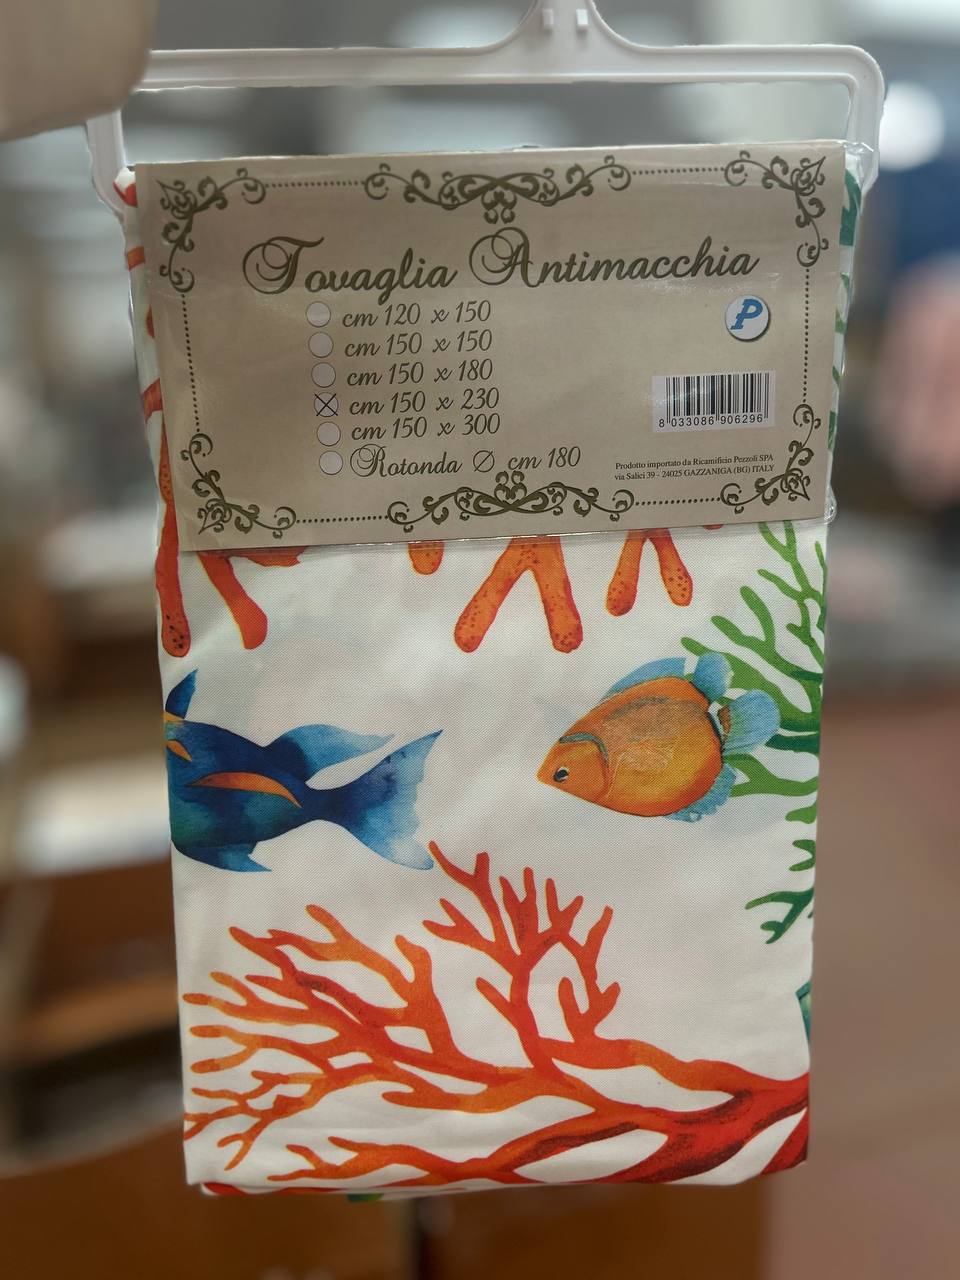 Tovaglia Antimacchia
cm 120 x 150
cm 150 x 150
cm 150 x 180
cm 150 x 230
cm 150 x 300
Rotonda Ø cm 180
P
8 033086 906296
Prodotto importato da Ricamificio Pezzoli SPA
via Salici 39 - 24025 GAZZANIGA (BG) ITALY